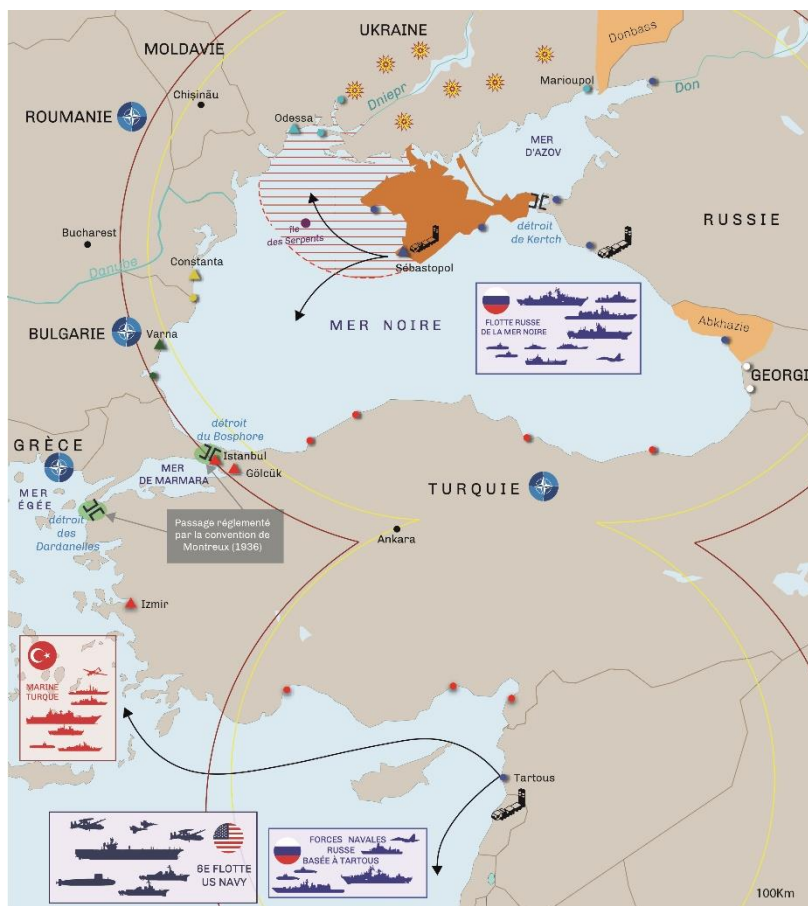 UKRAINE
Donbass
MOLDAVIE
Chișinău
Dniepr
Marioupol
Don
ROUMANIE
Odessa
MER
D'AZOV
RUSSIE
île
des Serpents
détroit
de Kertch
Bucharest
Danube
Constanta
Sébastopol
MER NOIRE
FLOTTE RUSSE
DE LA MER NOIRE
Abkhazie
BULGARIE
Varna
GEORGI
détroit
du Bosphore
GRÈCE
Istanbul
MER
DE MARMARA
Gölcük
MER
ÉGÉE
TURQUIE
détroit
des
Dardanelles
Passage réglementé
par la convention de
Montreux (1936)
Ankara
Izmir
MARINE
TURQUE
Tartous
6E FLOTTE
US NAVY
FORCES NAVALES
RUSSE
BASÉE À TARTOUS
100Km